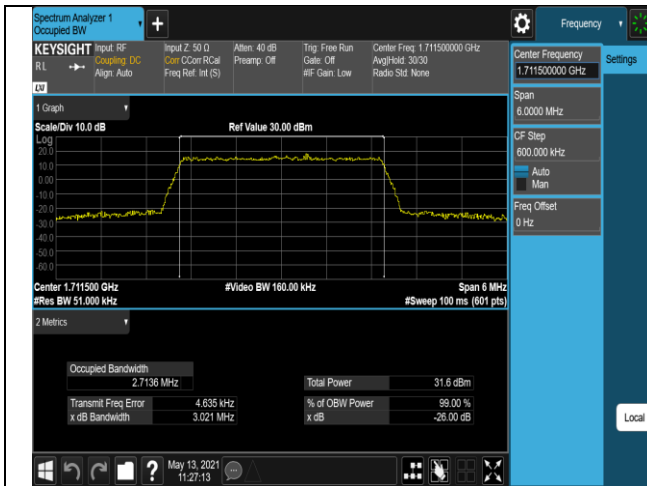 Spectrum Analyzer 1
Occupied BW
Frequency
KEYSIGHT
RL
LXI
Input: RF
Coupling: DC
Align: Auto
Input Z: 50 Ω
Corr CCorr RCal
Freq Ref: Int (S)
Atten: 40 dB
Preamp: Off
Trig: Free Run
Gate: Off
#IF Gain: Low
Center Freq: 1.711500000 GHz
Avg|Hold: 30/30
Radio Std: None
Center Frequency
1.711500000 GHz
Settings
Span
6.0000 MHz
CF Step
600.000 kHz
Auto
Man
Freq Offset
0 Hz
Local
1 Graph
Scale/Div 10.0 dB
Ref Value 30.00 dBm
Log
20.0
10.0
0.00
-10.0
-20.0
-30.0
-40.0
-50.0
-60.0
Center 1.711500 GHz
#Video BW 160.00 kHz
Span 6 MHz
#Res BW 51.000 kHz
#Sweep 100 ms (601 pts)
2 Metrics
Occupied Bandwidth
2.7136 MHz
Total Power 31.6 dBm
Transmit Freq Error 4.635 kHz
% of OBW Power 99.00 %
x dB Bandwidth 3.021 MHz
x dB -26.00 dB
?
May 13, 2021
11:27:13